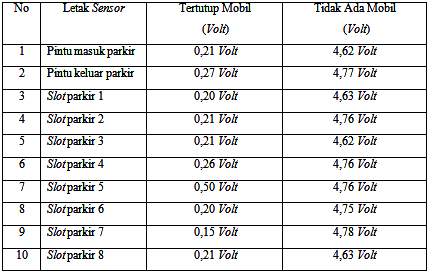 No Letak Sensor Tertutup Mobil (Volt) Tidak Ada Mobil (Volt)
1 Pintu masuk parkir 0,21 Volt 4,62 Volt
2 Pintu keluar parkir 0,27 Volt 4,77 Volt
3 Slot parkir 1 0,20 Volt 4,63 Volt
4 Slot parkir 2 0,21 Volt 4,76 Volt
5 Slot parkir 3 0,21 Volt 4,62 Volt
6 Slot parkir 4 0,26 Volt 4,76 Volt
7 Slot parkir 5 0,50 Volt 4,76 Volt
8 Slot parkir 6 0,20 Volt 4,75 Volt
9 Slot parkir 7 0,15 Volt 4,78 Volt
10 Slot parkir 8 0,21 Volt 4,63 Volt